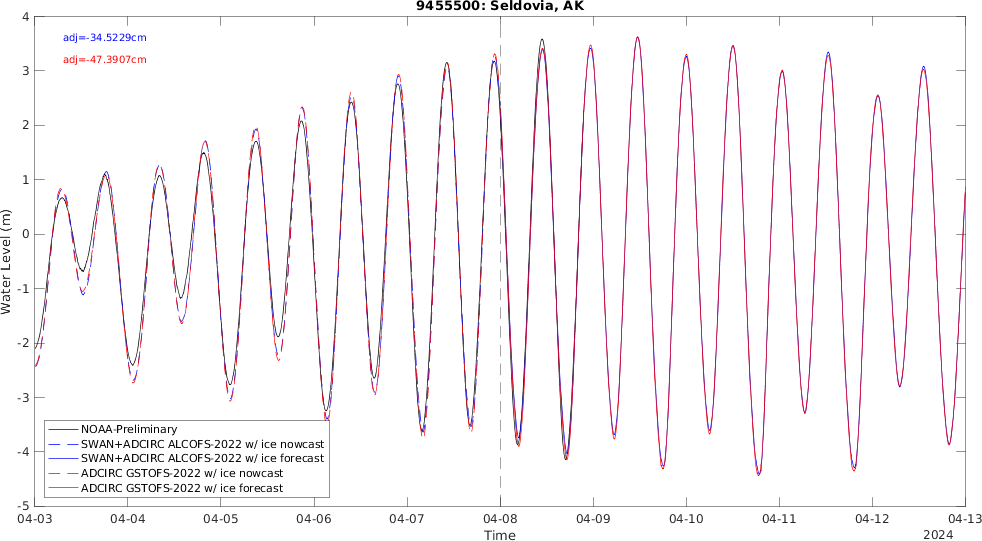 9455500: Seldovia, AK
adj=-34.5229cm
adj=-47.3907cm
4
3
2
1
0
-1
-2
-3
-4
-5
Water Level (m)
NOAA-Preliminary
SWAN+ADCIRC ALCOFS-2022 w/ ice nowcast
SWAN+ADCIRC ALCOFS-2022 w/ ice forecast
ADCIRC GSTOFS-2022 w/ ice nowcast
ADCIRC GSTOFS-2022 w/ ice forecast
04-03 04-04 04-05 04-06 04-07 04-08 04-09 04-10 04-11 04-12 04-13
Time
2024